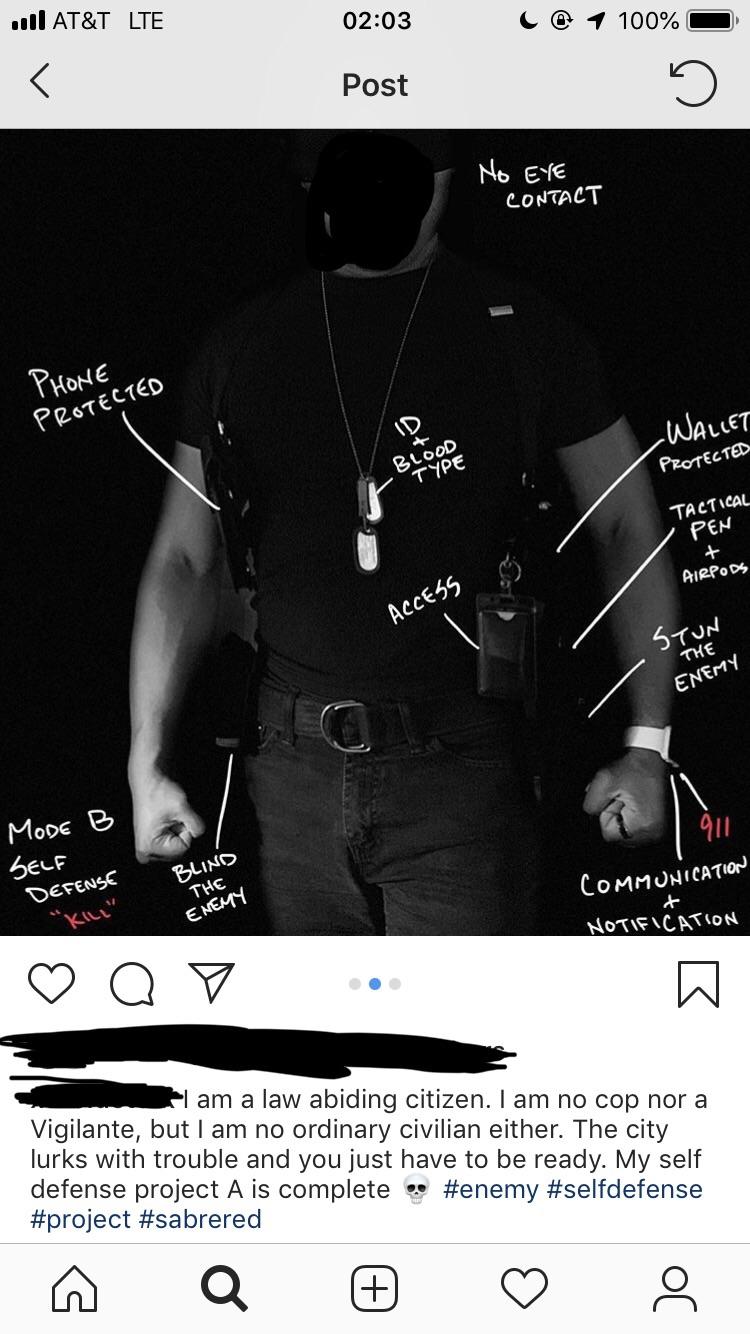 AT&T LTE
02:03
100%
Post
No EYE
CONTACT
PHONE
PROTECTED
ID
+
BLOOD
TYPE
WALLET
PROTECTED
TACTICAL
PEN
+
AIRPODS
ACCESS
STUN
THE
ENEMY
MODE B
SELF
DEFENSE
"KILL"
BLIND
THE
ENEMY
911
COMMUNICATION
+
NOTIFICATION
I am a law abiding citizen. I am no cop nor a
Vigilante, but I am no ordinary civilian either. The city
lurks with trouble and you just have to be ready. My self
defense project A is complete 💀 #enemy #selfdefense
#project #sabrered